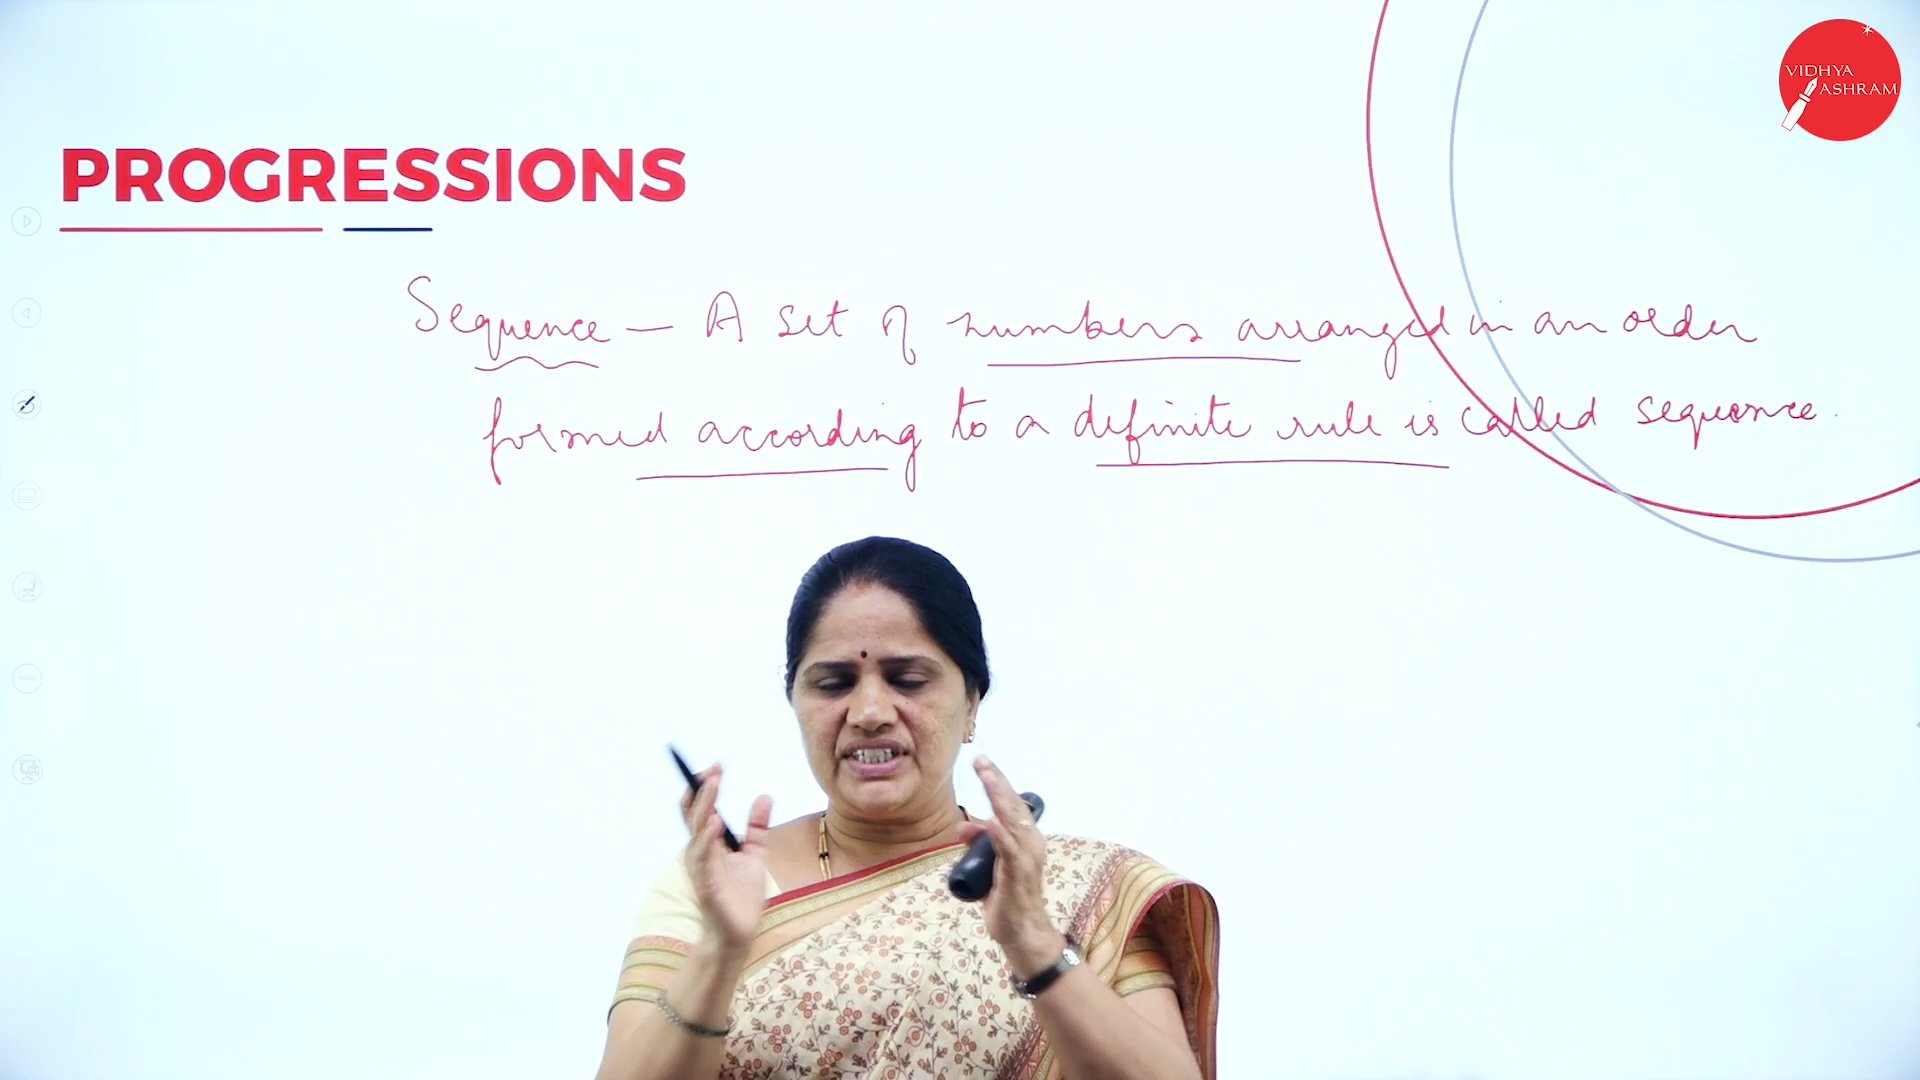 VIDHYA
ASHRAM
PROGRESSIONS
Sequence — A set of numbers arranged in an order
formed according to a definite rule is called sequence.